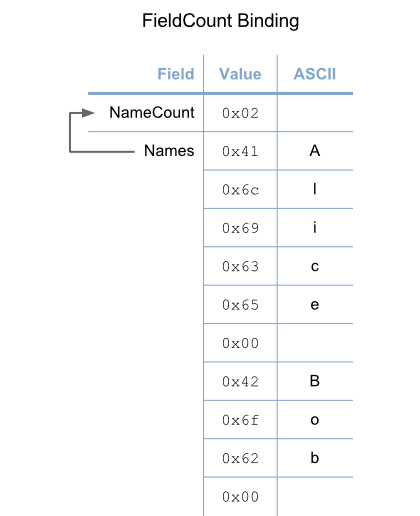 FieldCount Binding
Field Value ASCII
NameCount 0x02
Names 0x41 A
0x6c l
0x69 i
0x63 c
0x65 e
0x00
0x42 B
0x6f o
0x62 b
0x00